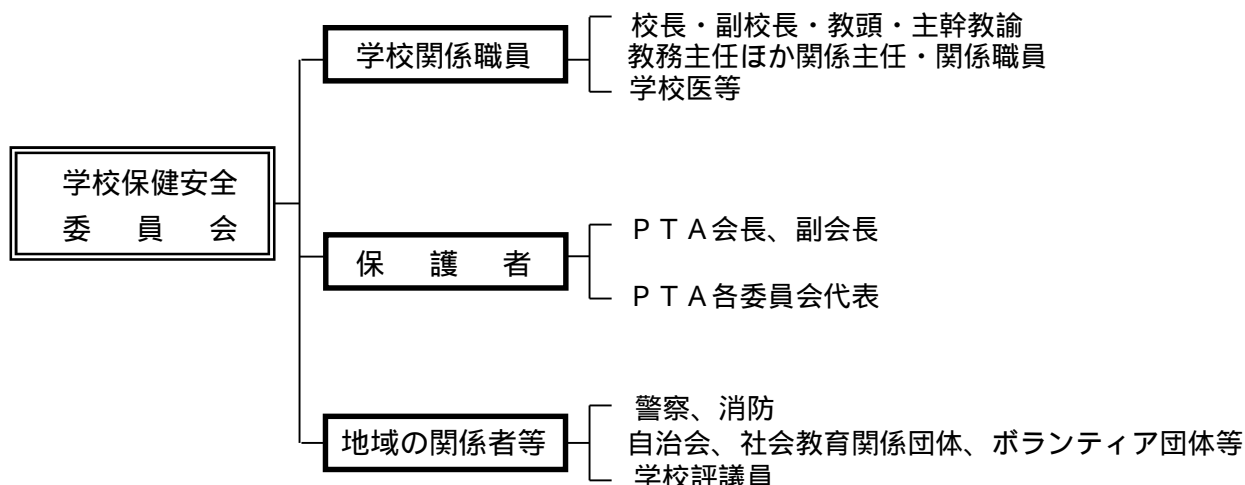 学校関係職員
校長・副校長・教頭・主幹教諭
教務主任ほか関係主任・関係職員
学校医等
学校保健安全
委員会
保護者
ＰＴＡ会長、副会長
ＰＴＡ各委員会代表
地域の関係者等
警察、消防
自治会、社会教育関係団体、ボランティア団体等
学校評議員